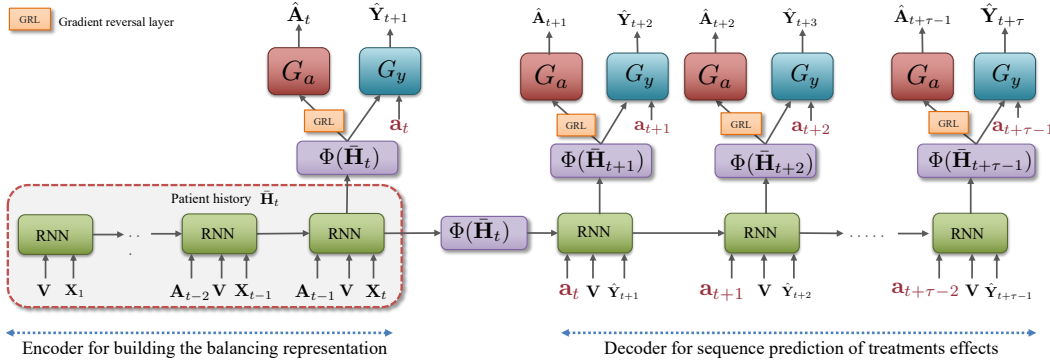 GRL Gradient reversal layer
Â_t Ŷ_{t+1} Â_{t+1} Ŷ_{t+2} Â_{t+2} Ŷ_{t+3} Â_{t+τ−1} Ŷ_{t+τ}
G_a G_y G_a G_y G_a G_y G_a G_y
GRL a_t GRL a_{t+1} GRL a_{t+2} GRL a_{t+τ−1}
Φ(H̄_t) Φ(H̄_{t+1}) Φ(H̄_{t+2}) Φ(H̄_{t+τ−1})
Patient history H̄_t
RNN . . . RNN RNN Φ(H̄_t) RNN RNN . . . . . RNN
V X_1 A_{t−2} V X_{t−1} A_{t−1} V X_t a_t V Ŷ_{t+1} a_{t+1} V Ŷ_{t+2} a_{t+τ−2} V Ŷ_{t+τ−1}
Encoder for building the balancing representation Decoder for sequence prediction of treatments effects